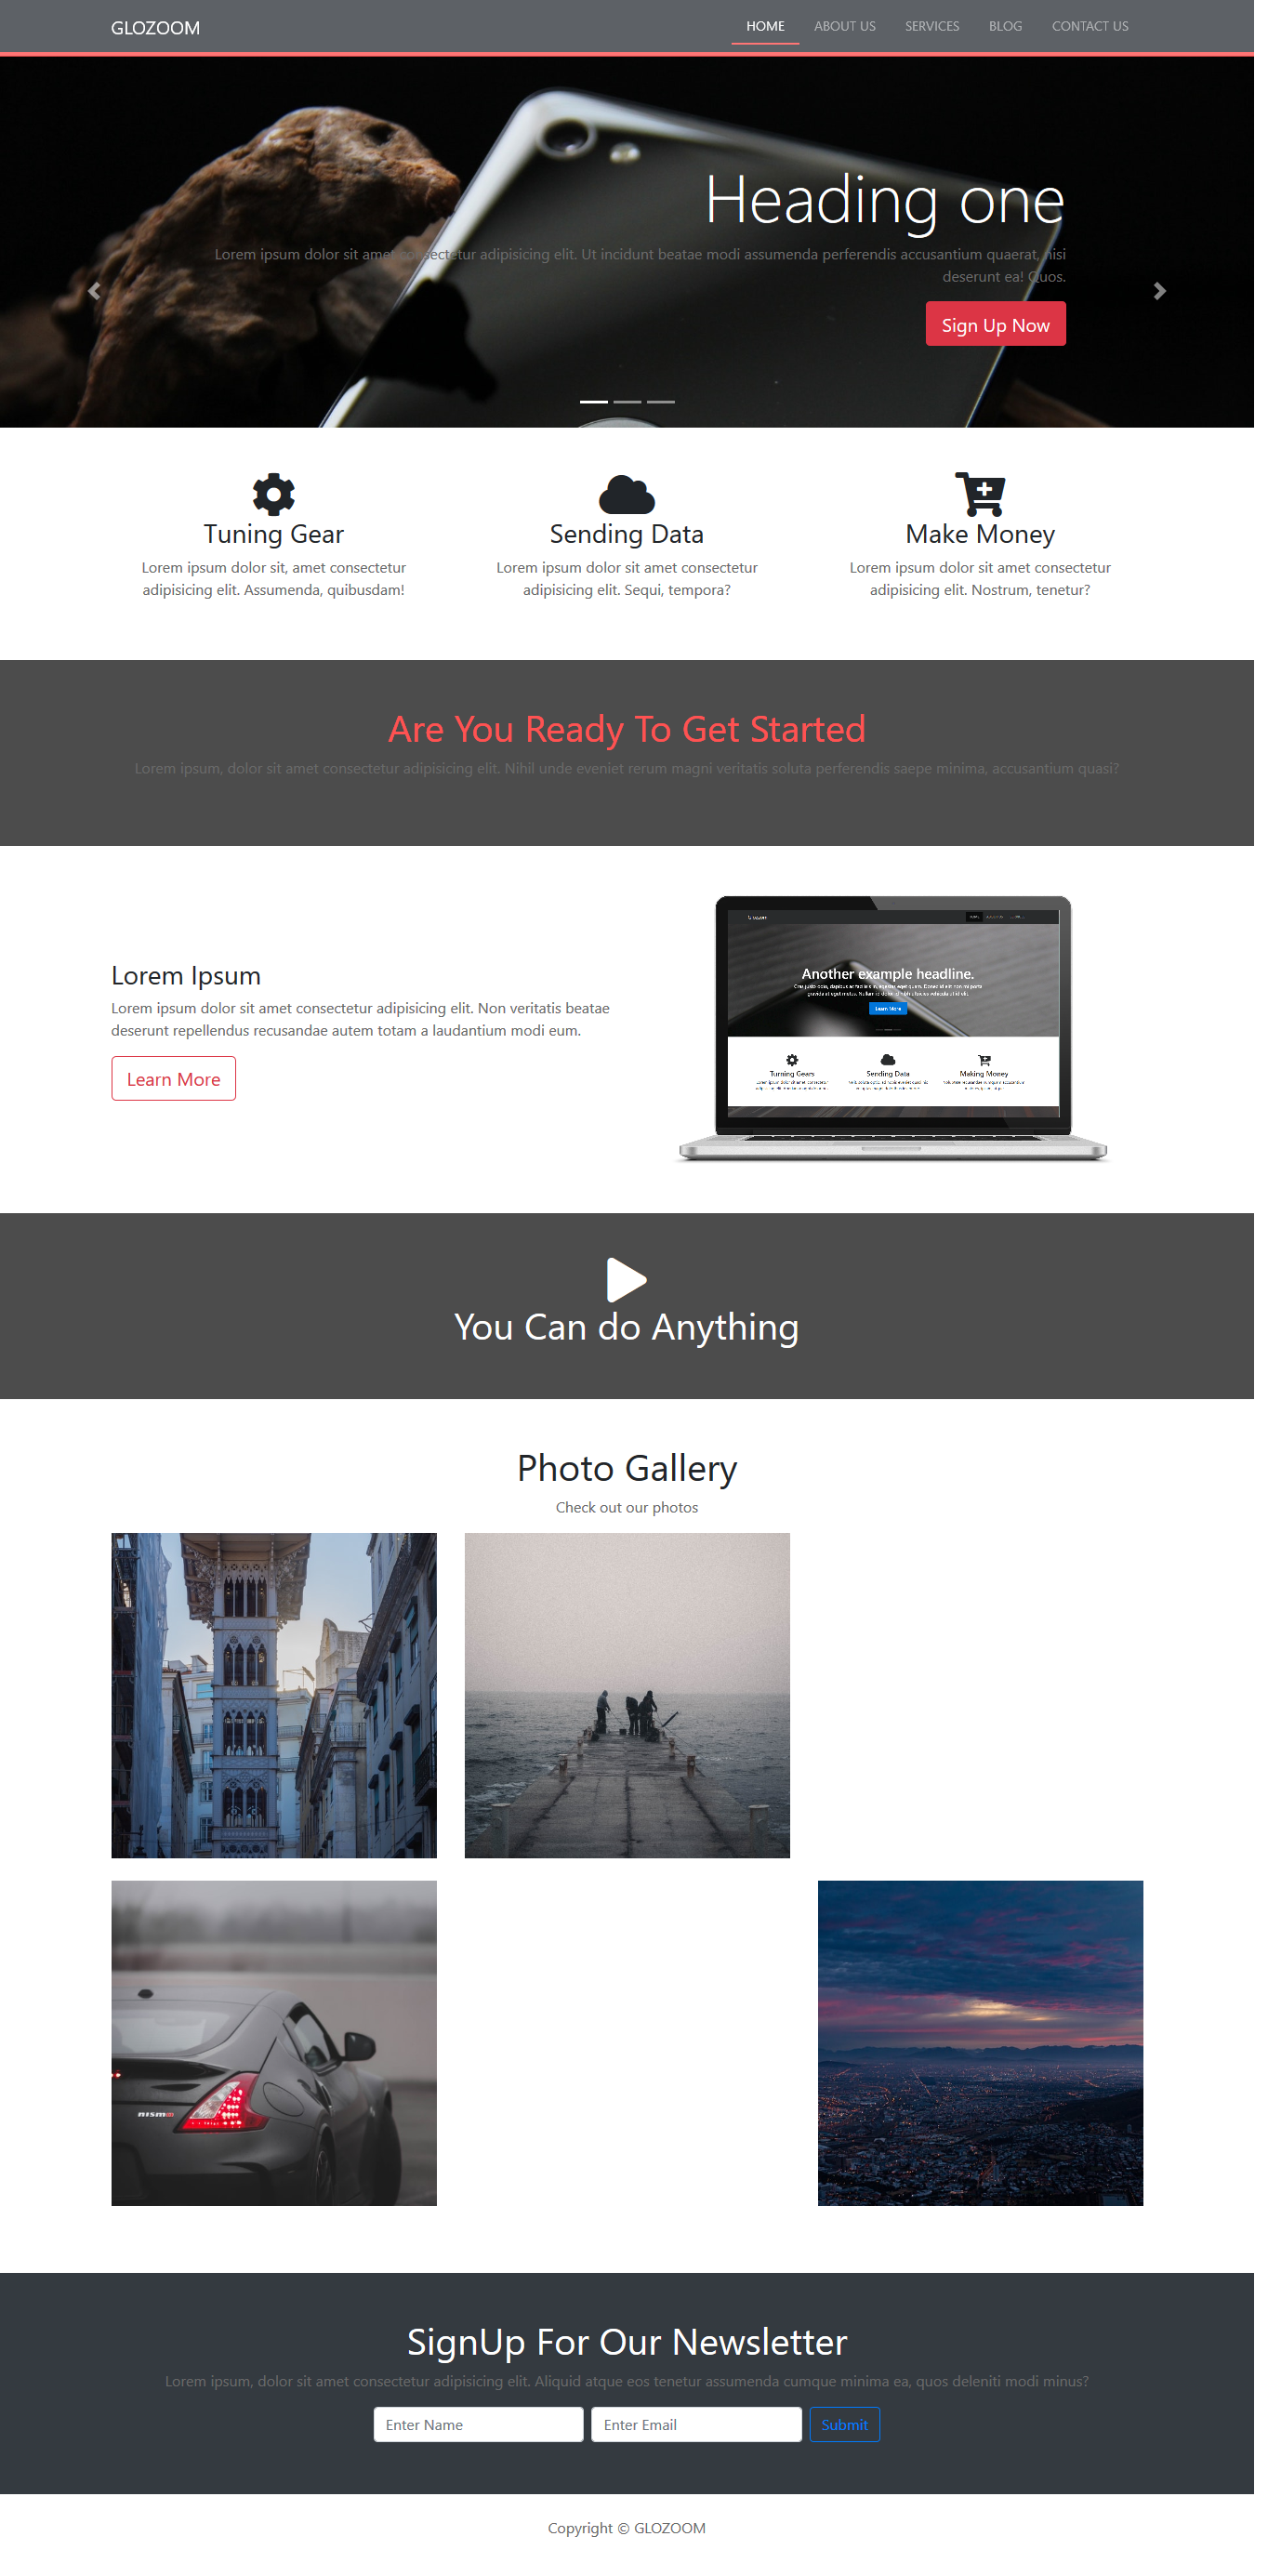 GLOZOOM
HOME ABOUT US SERVICES BLOG CONTACT US
Heading one
Lorem ipsum dolor sit amet consectetur adipisicing elit. Ut incidunt beatae modi assumenda perferendis accusantium quaerat, nisi
deserunt ea! Quos.
Sign Up Now
Tuning Gear
Lorem ipsum dolor sit, amet consectetur
adipisicing elit. Assumenda, quibusdam!
Sending Data
Lorem ipsum dolor sit amet consectetur
adipisicing elit. Sequi, tempora?
Make Money
Lorem ipsum dolor sit amet consectetur
adipisicing elit. Nostrum, tenetur?
Are You Ready To Get Started
Lorem ipsum, dolor sit amet consectetur adipisicing elit. Nihil unde eveniet rerum magni veritatis soluta perferendis saepe minima, accusantium quasi?
Lorem Ipsum
Lorem ipsum dolor sit amet consectetur adipisicing elit. Non veritatis beatae
deserunt repellendus recusandae autem totam a laudantium modi eum.
Learn More
Glozoom
Another example headline.
Learn More
Turning Gears
Sending Data
Making Money
You Can do Anything
Photo Gallery
Check out our photos
nismo
SignUp For Our Newsletter
Lorem ipsum, dolor sit amet consectetur adipisicing elit. Aliquid atque eos tenetur assumenda cumque minima ea, quos deleniti modi minus?
Enter Name
Enter Email
Submit
Copyright © GLOZOOM